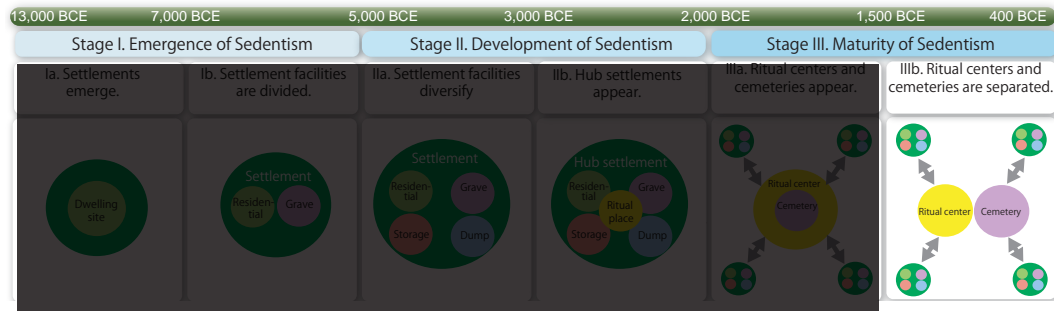 13,000 BCE 7,000 BCE 5,000 BCE 3,000 BCE 2,000 BCE 1,500 BCE 400 BCE
Stage I. Emergence of Sedentism Stage II. Development of Sedentism Stage III. Maturity of Sedentism
Ia. Settlements
emerge.
Ib. Settlement facilities
are divided.
IIa. Settlement facilities
diversify
IIb. Hub settlements
appear.
IIIa. Ritual centers and
cemeteries appear.
IIIb. Ritual centers and
cemeteries are separated.
Dwelling
site
Settlement
Residen-
tial
Grave
Settlement
Residen-
tial
Grave
Storage
Dump
Hub settlement
Residen-
tial
Grave
Ritual
place
Storage
Dump
Ritual center
Cemetery
Ritual center
Cemetery